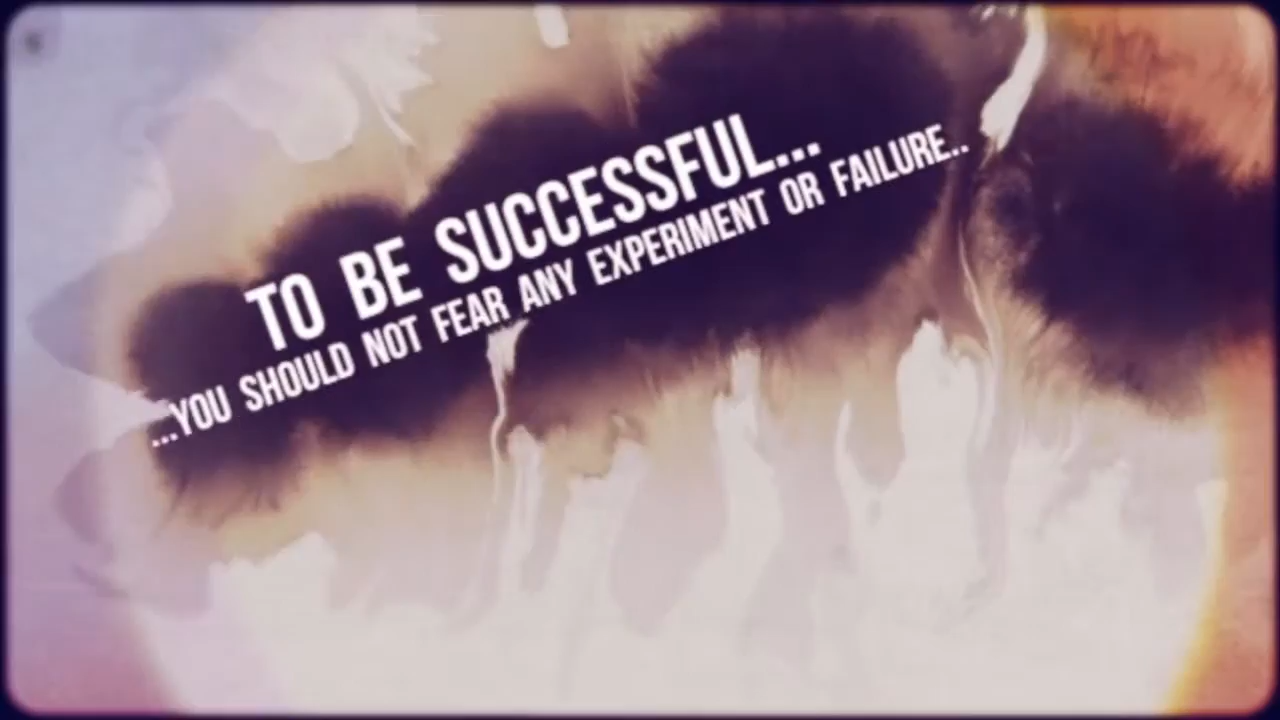 TO BE SUCCESSFUL...
...YOU SHOULD NOT FEAR ANY EXPERIMENT OR FAILURE..